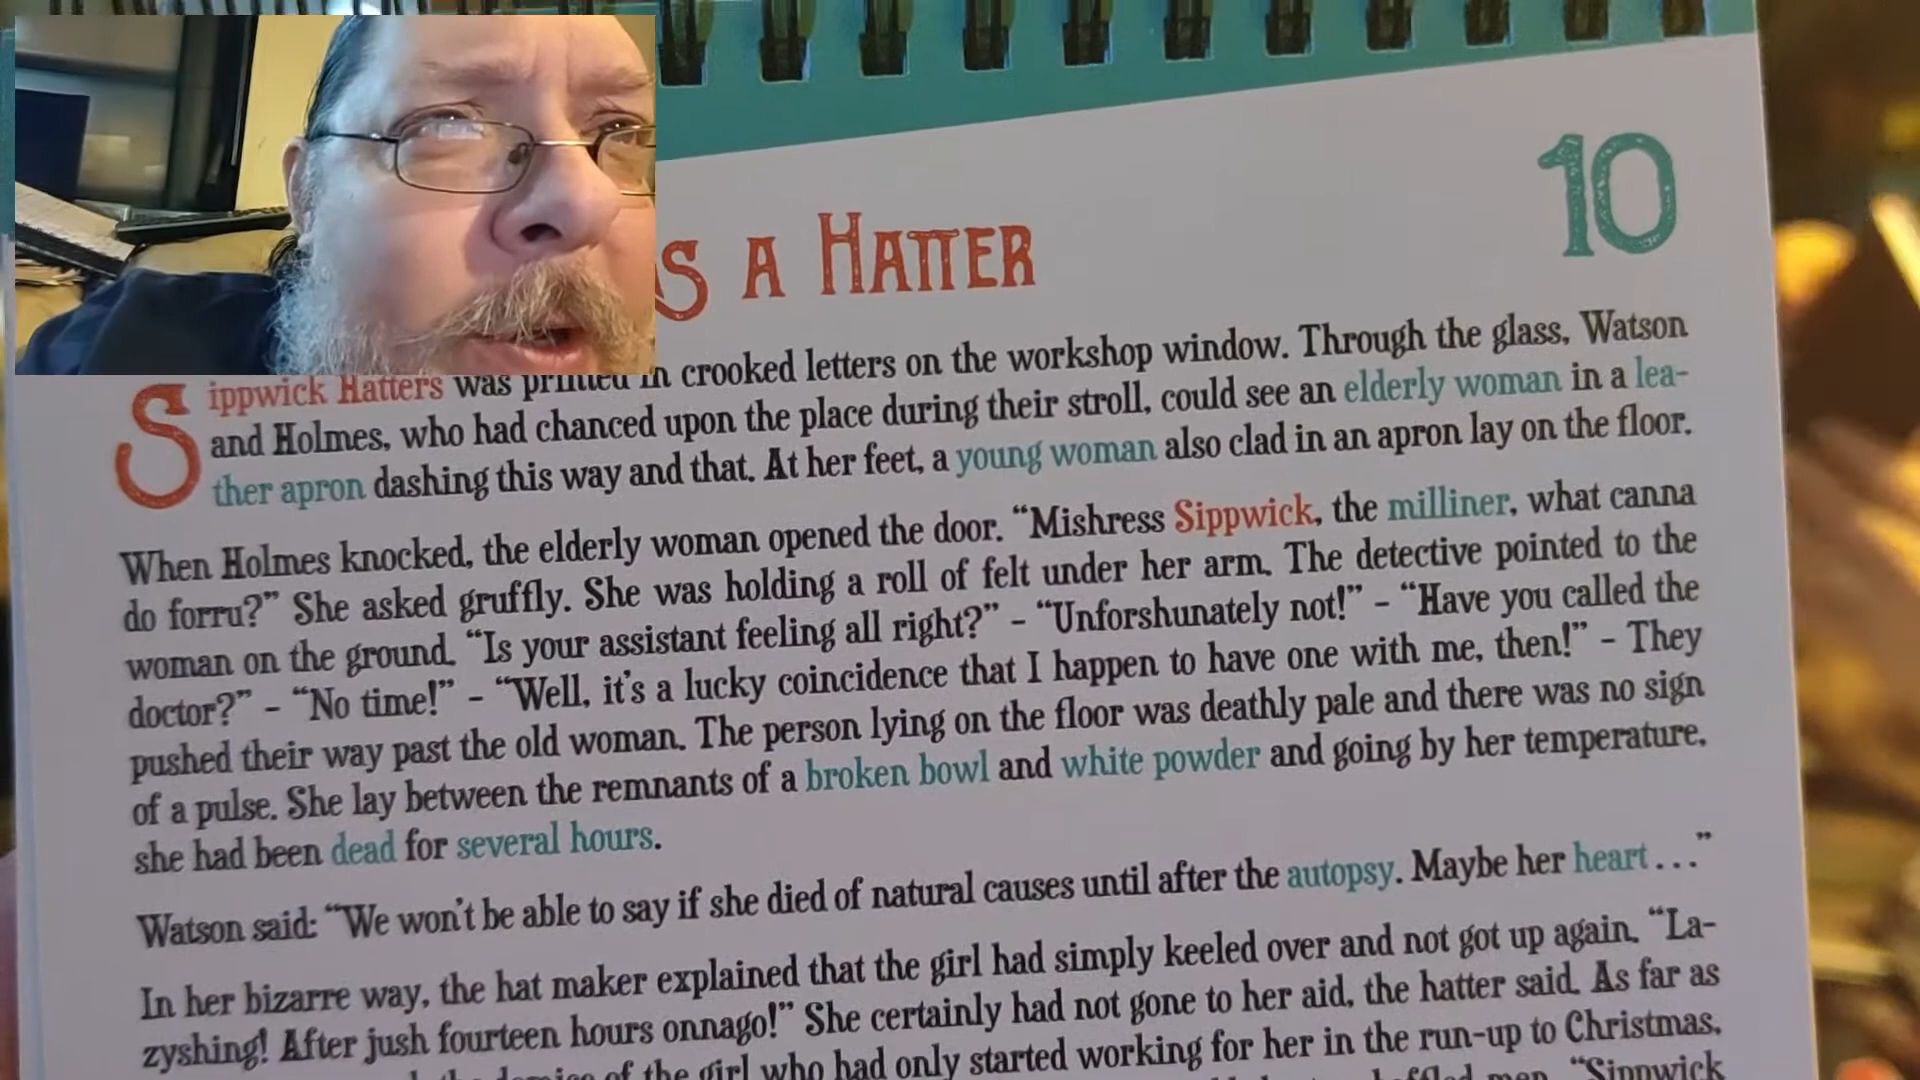 10
S A HATTER
Sippwick Hatters was printed in crooked letters on the workshop window. Through the glass, Watson
and Holmes, who had chanced upon the place during their stroll, could see an elderly woman in a lea-
ther apron dashing this way and that. At her feet, a young woman also clad in an apron lay on the floor.
When Holmes knocked, the elderly woman opened the door. “Mishress Sippwick, the milliner, what canna
do forru?” She asked gruffly. She was holding a roll of felt under her arm. The detective pointed to the
woman on the ground. “Is your assistant feeling all right?” – “Unforshunately not!” – “Have you called the
doctor?” – “No time!” – “Well, it’s a lucky coincidence that I happen to have one with me, then!” – They
pushed their way past the old woman. The person lying on the floor was deathly pale and there was no sign
of a pulse. She lay between the remnants of a broken bowl and white powder and going by her temperature,
she had been dead for several hours.
Watson said: “We won’t be able to say if she died of natural causes until after the autopsy. Maybe her heart . . .”
In her bizarre way, the hat maker explained that the girl had simply keeled over and not got up again. “La-
zyshing! After jush fourteen hours onnago!” She certainly had not gone to her aid, the hatter said. As far as
of the girl who had only started working for her in the run-up to Christmas,
“Sippwick